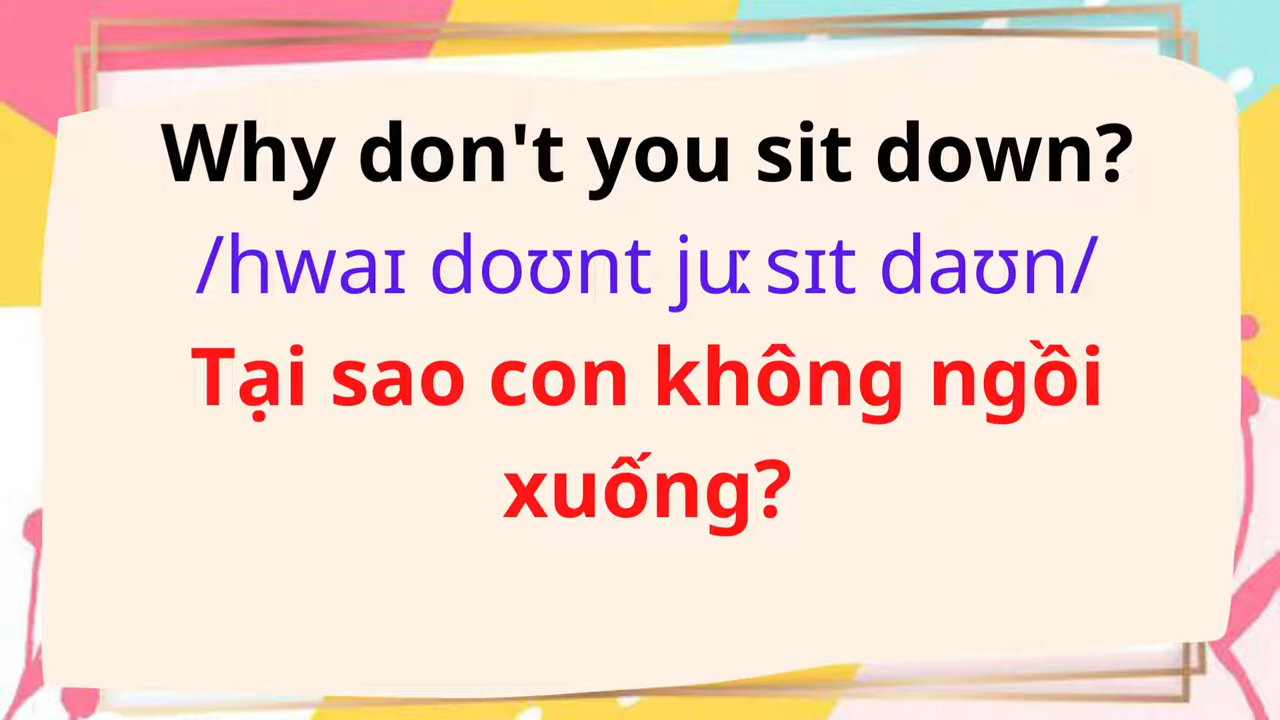 Why don't you sit down?
/hwaɪ doʊnt juː sɪt daʊn/
Tại sao con không ngồi
xuống?